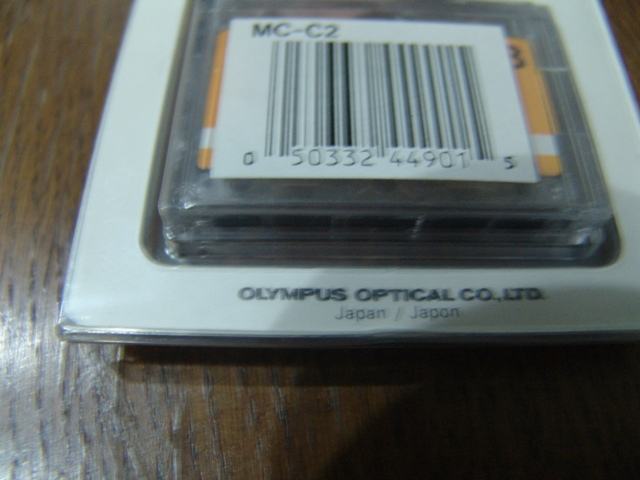 MC-C2
0 50332 44901 5
OLYMPUS OPTICAL CO., LTD.
Japan / Japon